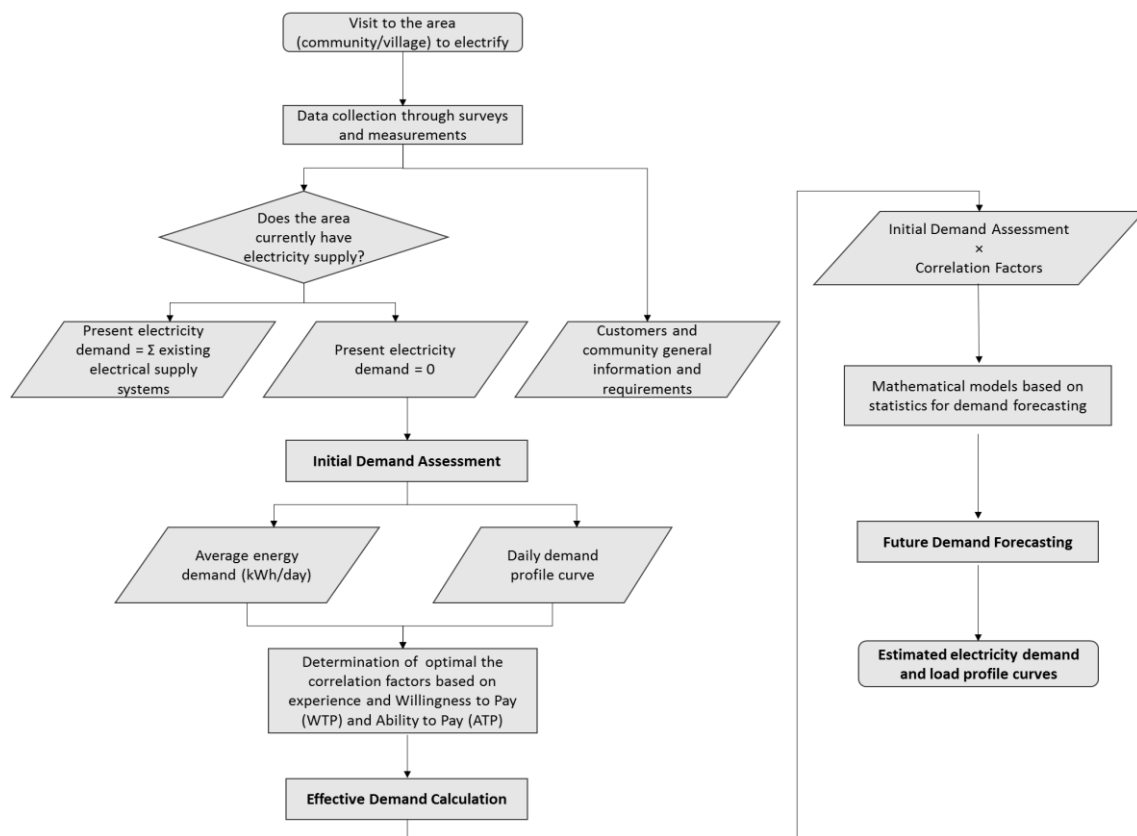 Visit to the area
(community/village) to electrify
Data collection through surveys
and measurements
Does the area
currently have
electricity supply?
Present electricity
demand = Σ existing
electrical supply
systems
Present electricity
demand = 0
Customers and
community general
information and
requirements
Initial Demand Assessment
Average energy
demand (kWh/day)
Daily demand
profile curve
Determination of optimal the
correlation factors based on
experience and Willingness to Pay
(WTP) and Ability to Pay (ATP)
Effective Demand Calculation
Initial Demand Assessment
×
Correlation Factors
Mathematical models based on
statistics for demand forecasting
Future Demand Forecasting
Estimated electricity demand
and load profile curves